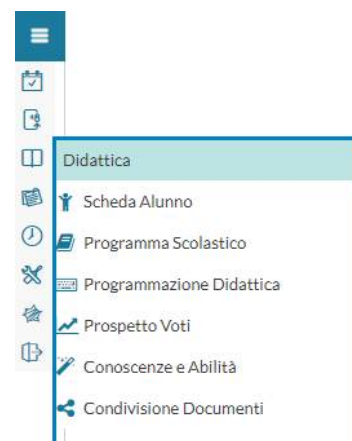 Didattica
Scheda Alunno
Programma Scolastico
Programmazione Didattica
Prospetto Voti
Conoscenze e Abilità
Condivisione Documenti